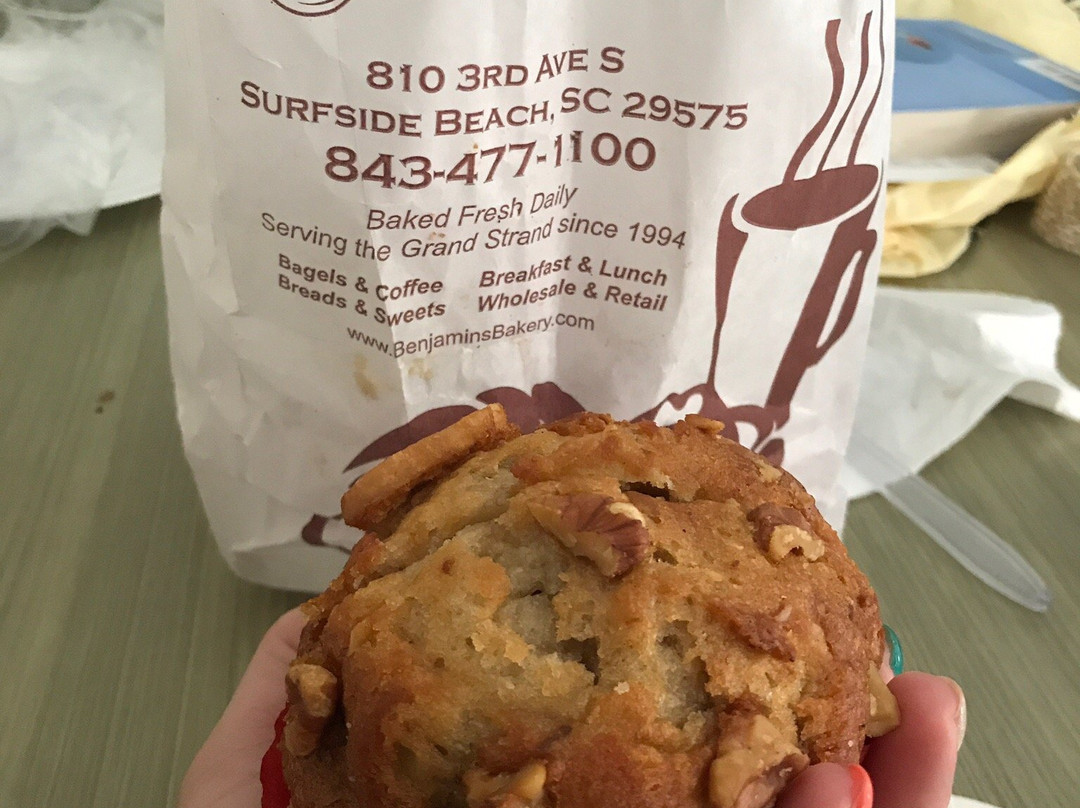 810 3RD AVE S
SURFSIDE BEACH, SC 29575
843-477-1100
Baked Fresh Daily
Serving the Grand Strand since 1994
Bagels & Coffee Breakfast & Lunch
Breads & Sweets Wholesale & Retail
www.BenjaminsBakery.com